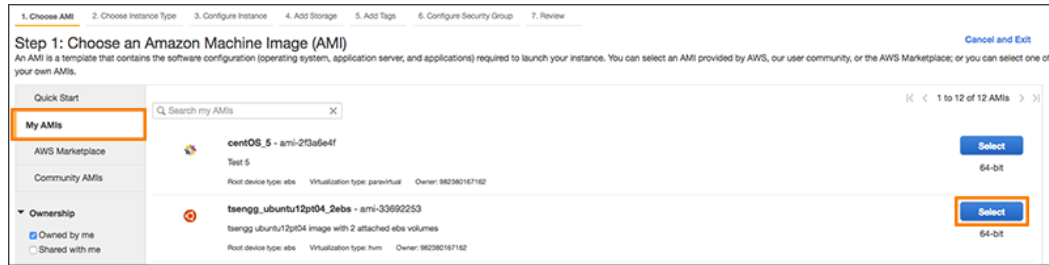 1. Choose AMI 2. Choose Instance Type 3. Configure Instance 4. Add Storage 5. Add Tags 6. Configure Security Group 7. Review
Step 1: Choose an Amazon Machine Image (AMI)
Cancel and Exit
An AMI is a template that contains the software configuration (operating system, application server, and applications) required to launch your instance. You can select an AMI provided by AWS, our user community, or the AWS Marketplace; or you can select one of
your own AMIs.
Quick Start
My AMIs
AWS Marketplace
Community AMIs
Ownership
Owned by me
Shared with me
Search my AMIs
1 to 12 of 12 AMIs
centOS_5 - ami-2f3a6e4f
Select
Test 5
64-bit
Root device type: ebs Virtualization type: paravirtual Owner: 982380167162
tsengg_ubuntu12pt04_2ebs - ami-33692253
Select
tsengg ubuntu12pt04 image with 2 attached ebs volumes
64-bit
Root device type: ebs Virtualization type: hvm Owner: 982380167162